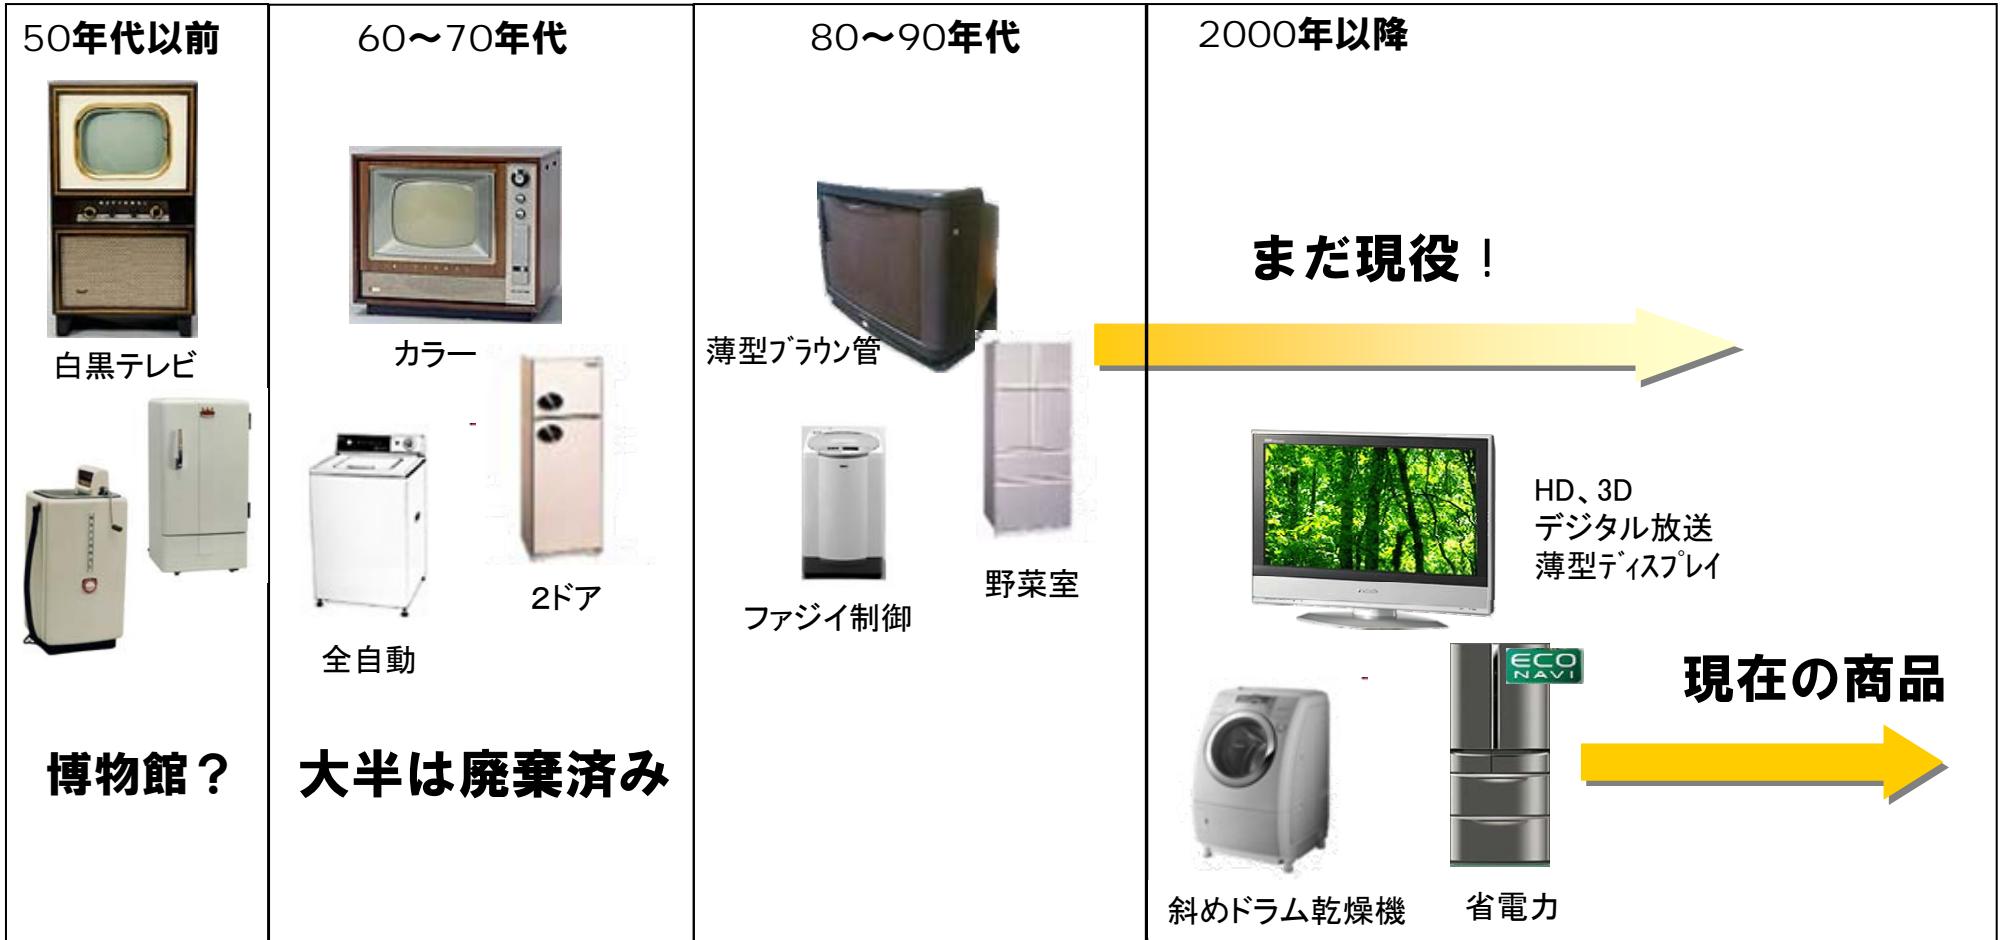 50年代以前
白黒テレビ
博物館？
60～70年代
カラー
2ドア
全自動
大半は廃棄済み
80～90年代
薄型ブラウン管
野菜室
ファジイ制御
2000年以降
まだ現役！
HD、3D
デジタル放送
薄型ディスプレイ
ECO
NAVI
現在の商品
斜めドラム乾燥機
省電力